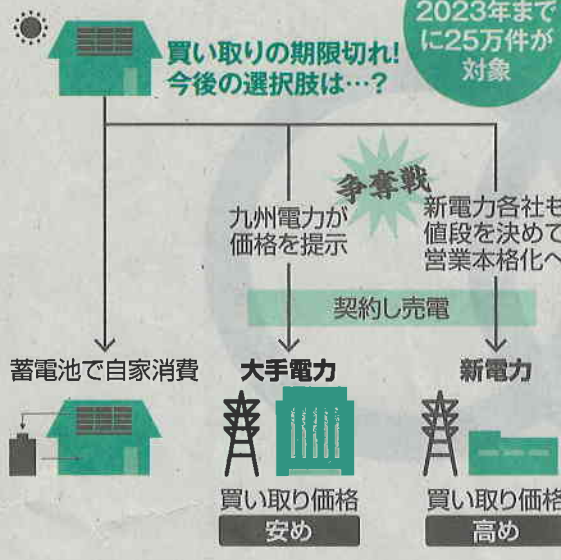 2023年まで
に25万件が
対象
買い取りの期限切れ!
今後の選択肢は…?
争奪戦
九州電力が
価格を提示
新電力各社も
値段を決めて
営業本格化へ
契約し売電
蓄電池で自家消費
大手電力
新電力
買い取り価格
安め
買い取り価格
高め